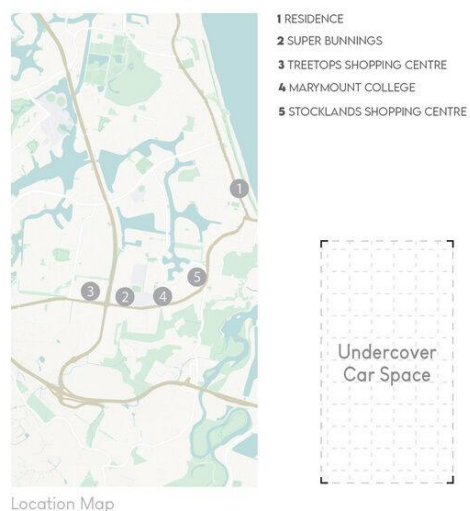 1 RESIDENCE
2 SUPER BUNNINGS
3 TREETOPS SHOPPING CENTRE
4 MARYMOUNT COLLEGE
5 STOCKLANDS SHOPPING CENTRE
1
5
3
2
4
Undercover
Car Space
Location Map